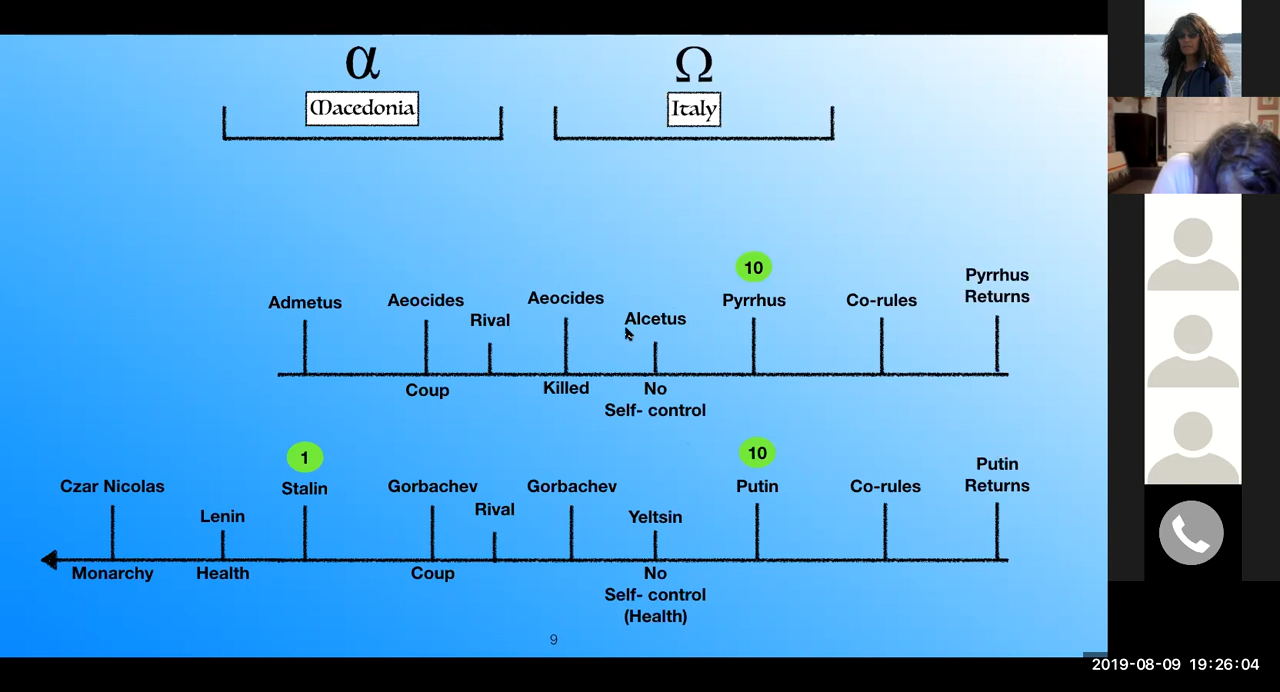 α
Ω
Macedonia
Italy
10
Pyrrhus
Returns
Admetus
Aeocides
Rival
Aeocides
Alcetus
Pyrrhus
Co-rules
Coup
Killed
No
Self- control
1
10
Putin
Returns
Czar Nicolas
Lenin
Stalin
Gorbachev
Rival
Gorbachev
Yeltsin
Putin
Co-rules
Monarchy
Health
Coup
No
Self- control
(Health)
9
2019-08-09 19:26:04